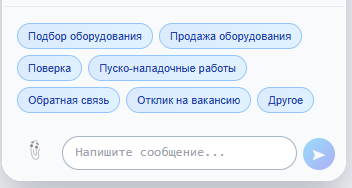 Подбор оборудования Продажа оборудования
Поверка Пуско-наладочные работы
Обратная связь Отклик на вакансию Другое
Напишите сообщение...